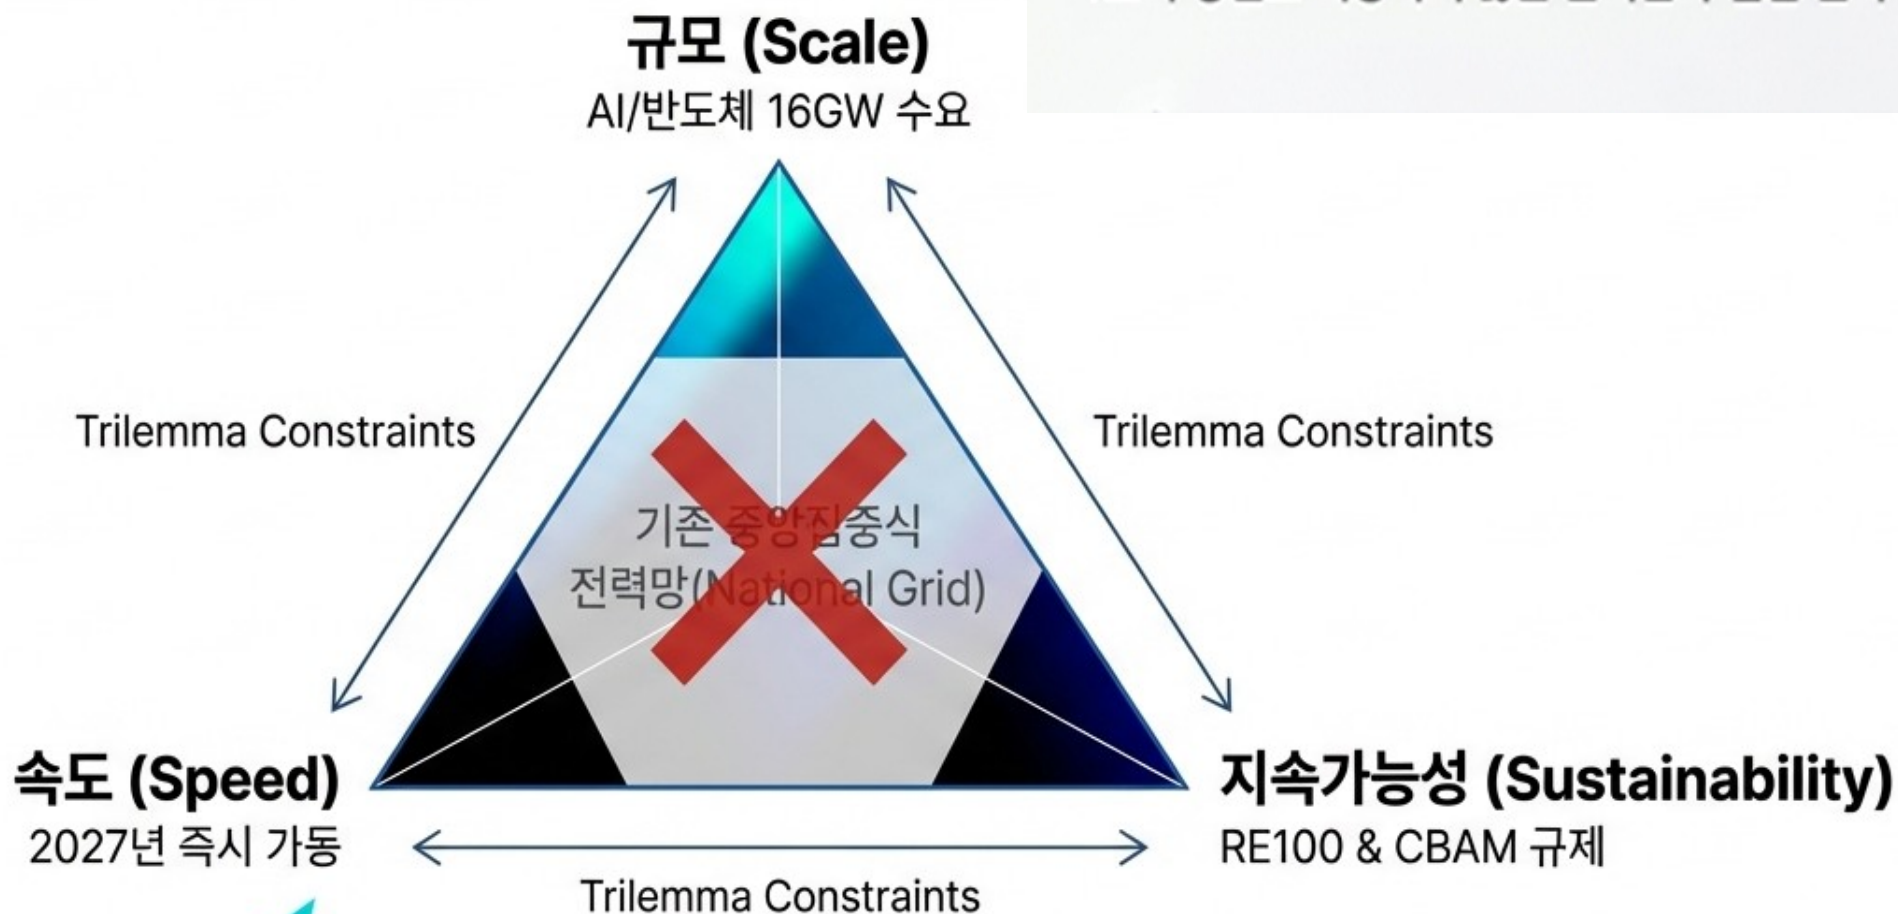 규모 (Scale)
AI/반도체 16GW 수요
Trilemma Constraints
Trilemma Constraints
기존 중앙집중식
전력망(National Grid)
속도 (Speed)
2027년 즉시 가동
지속가능성 (Sustainability)
RE100 & CBAM 규제
Trilemma Constraints